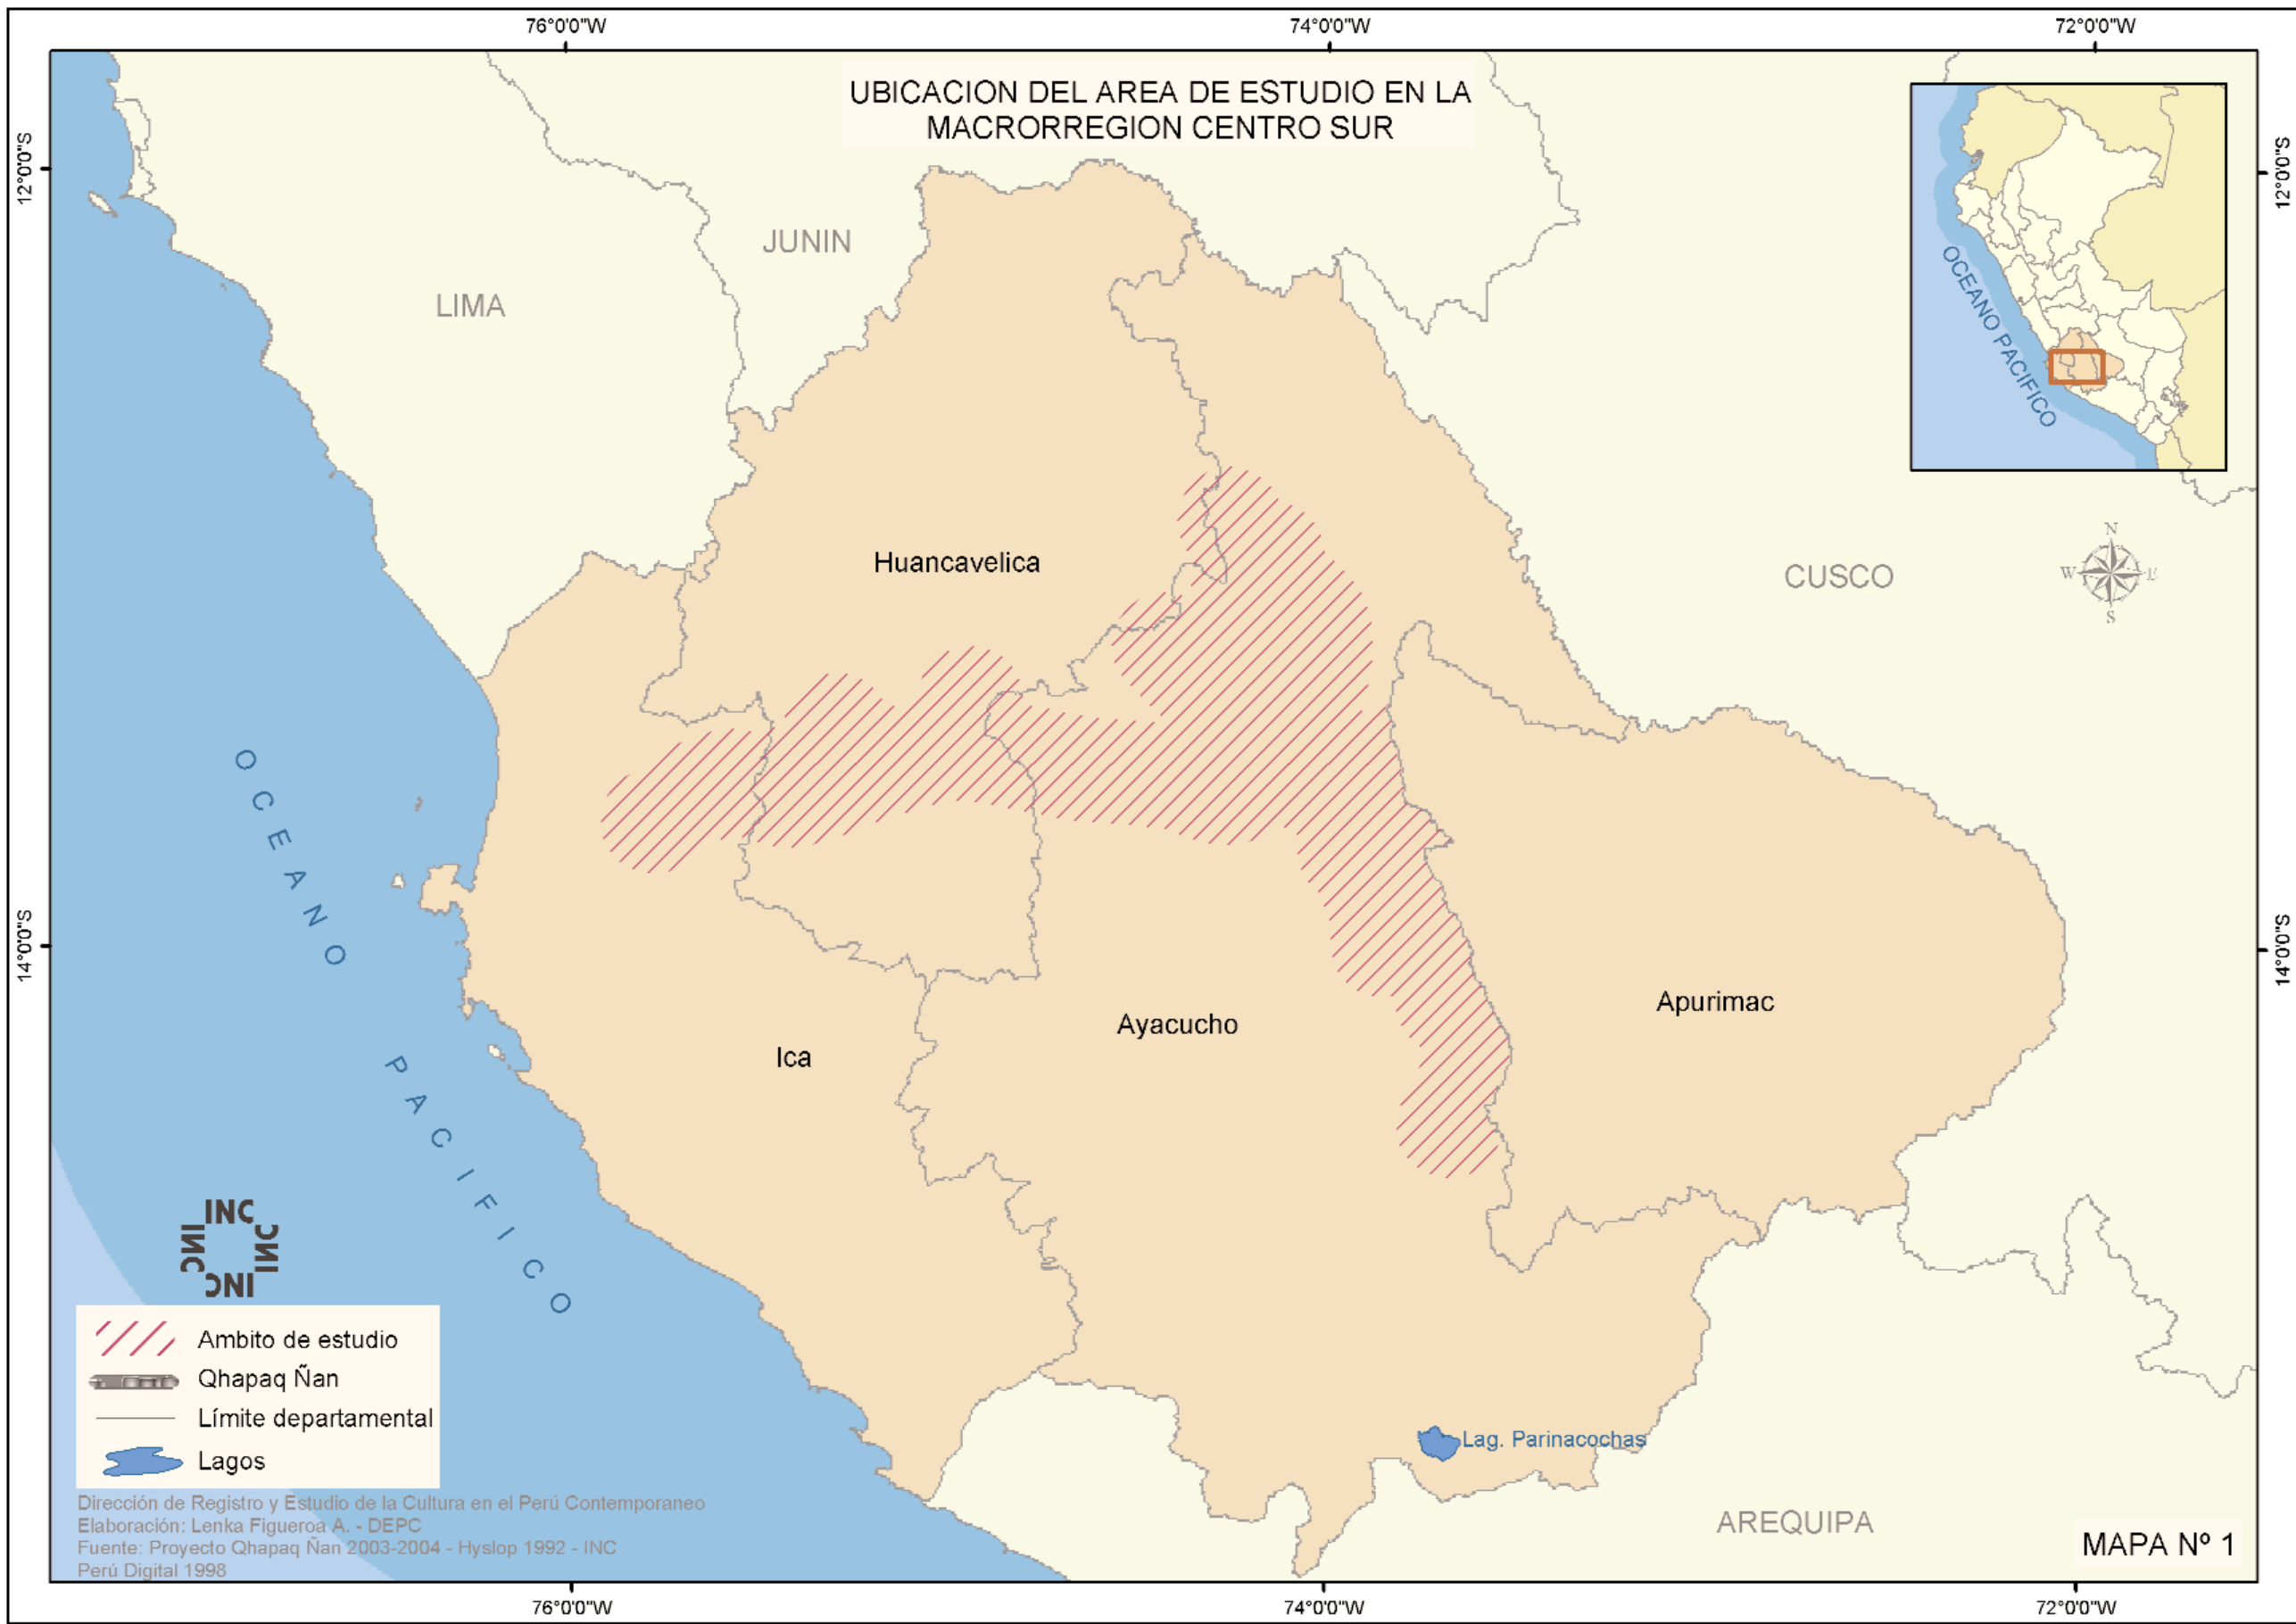 76°0'0"W
74°0'0"W
72°0'0"W
UBICACION DEL AREA DE ESTUDIO EN LA
MACRORREGION CENTRO SUR
12°0'0"S
12°0'0"S
JUNIN
LIMA
OCEANO PACIFICO
Huancavelica
CUSCO
N
W
E
S
OCEANO PACIFICO
14°0'0"S
14°0'0"S
Apurimac
Ayacucho
Ica
INC
INC
INC
INC
Ambito de estudio
Qhapaq Ñan
Límite departamental
Lagos
Lag. Parinacochas
Dirección de Registro y Estudio de la Cultura en el Perú Contemporaneo
Elaboración: Lenka Figueroa A. - DEPC
Fuente: Proyecto Qhapaq Ñan 2003-2004 - Hyslop 1992 - INC
Perú Digital 1998
AREQUIPA
MAPA Nº 1
76°0'0"W
74°0'0"W
72°0'0"W